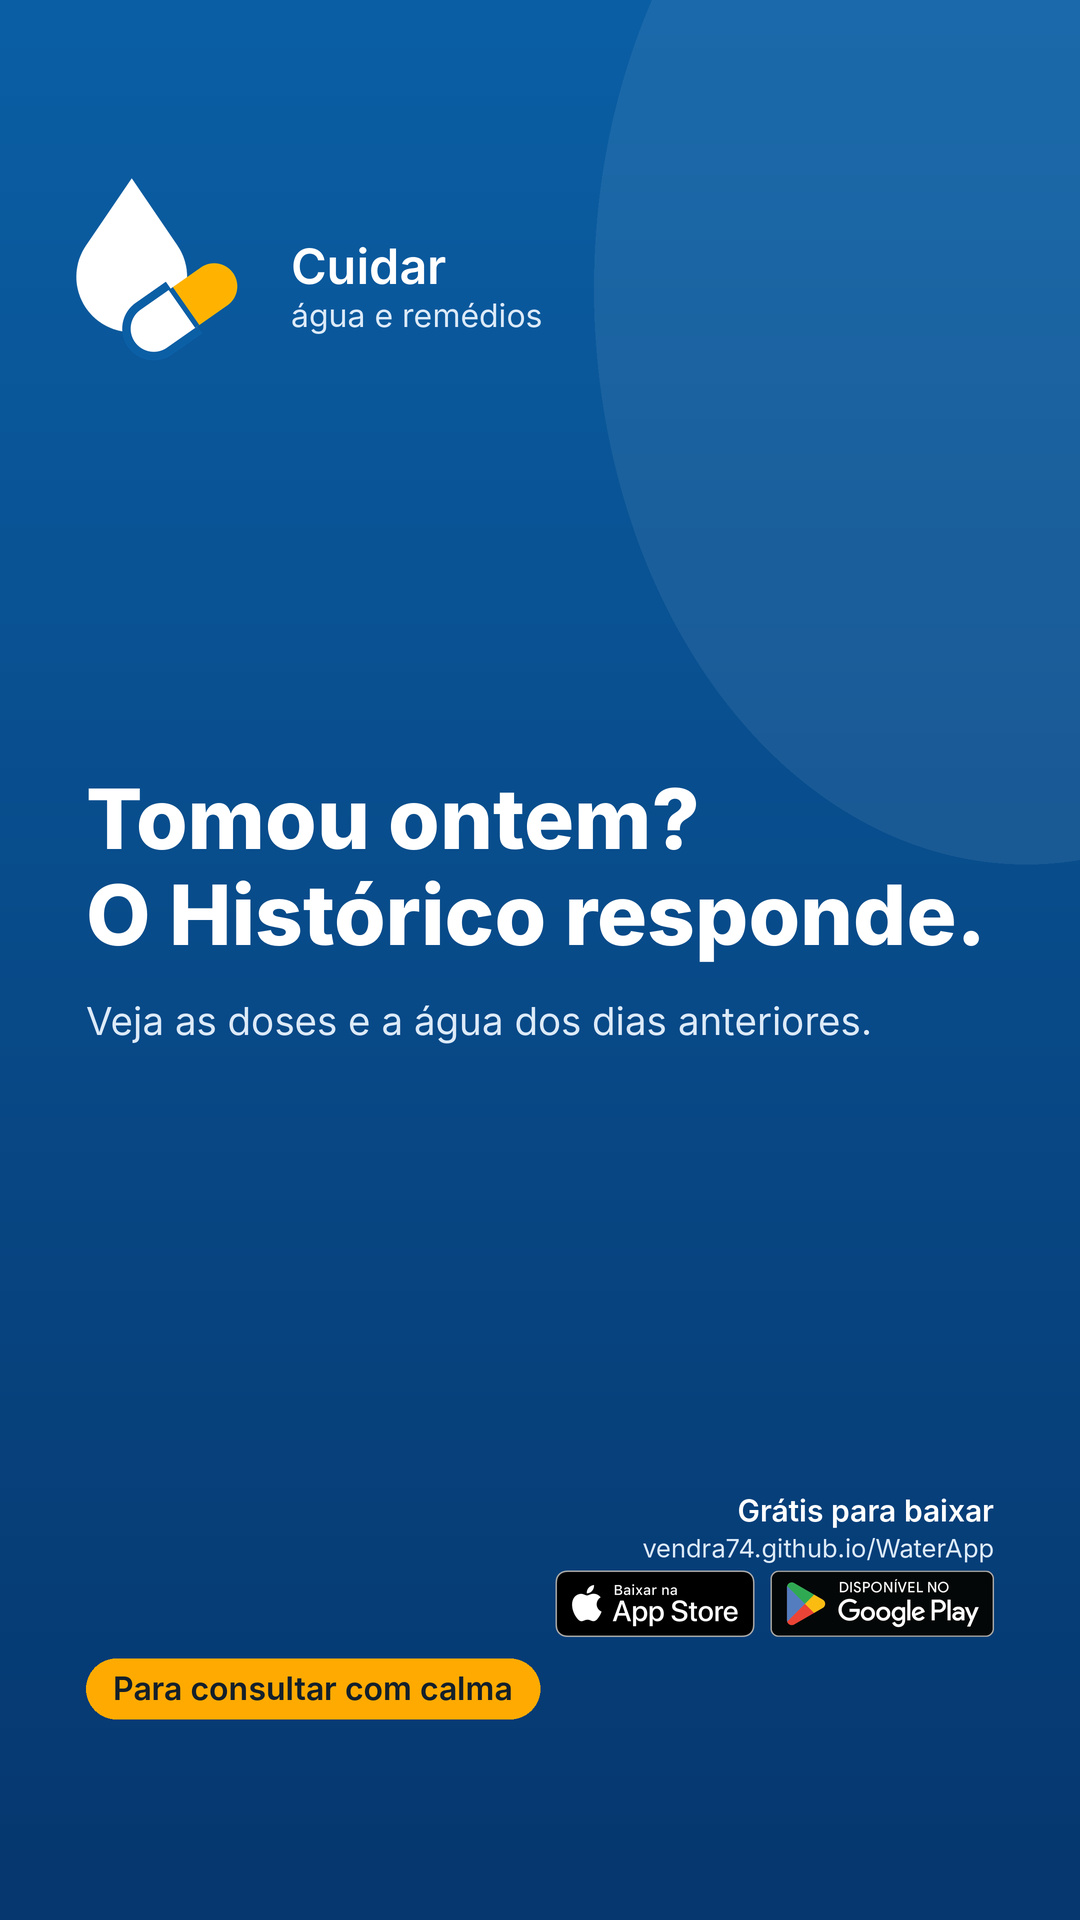 Cuidar
água e remédios
Tomou ontem?
O Histórico responde.
Veja as doses e a água dos dias anteriores.
Grátis para baixar
vendra74.github.io/WaterApp
Baixar na
App Store
DISPONÍVEL NO
Google Play
Para consultar com calma